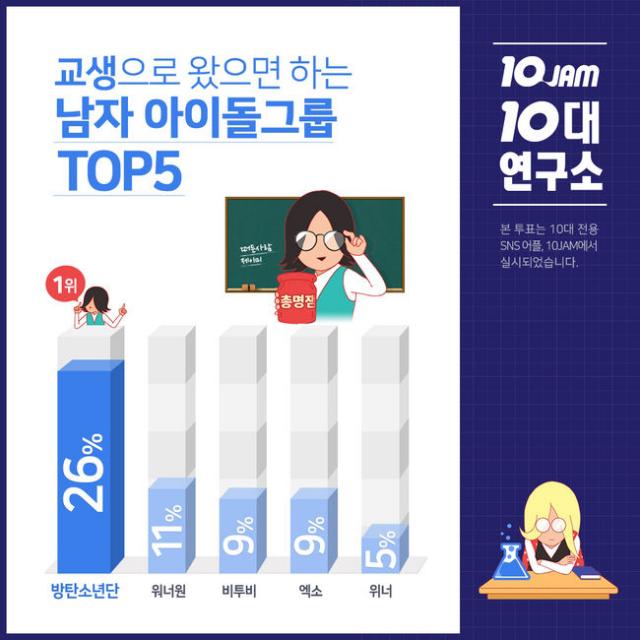 교생으로 왔으면 하는
남자 아이돌그룹
TOP5
10JAM
10대
연구소
본 투표는 10대 전용
SNS 어플, 10JAM에서
실시되었습니다.
떠든사람
제이미
총명잼
1위
26%
11%
9%
9%
5%
방탄소년단
워너원
비투비
엑소
위너